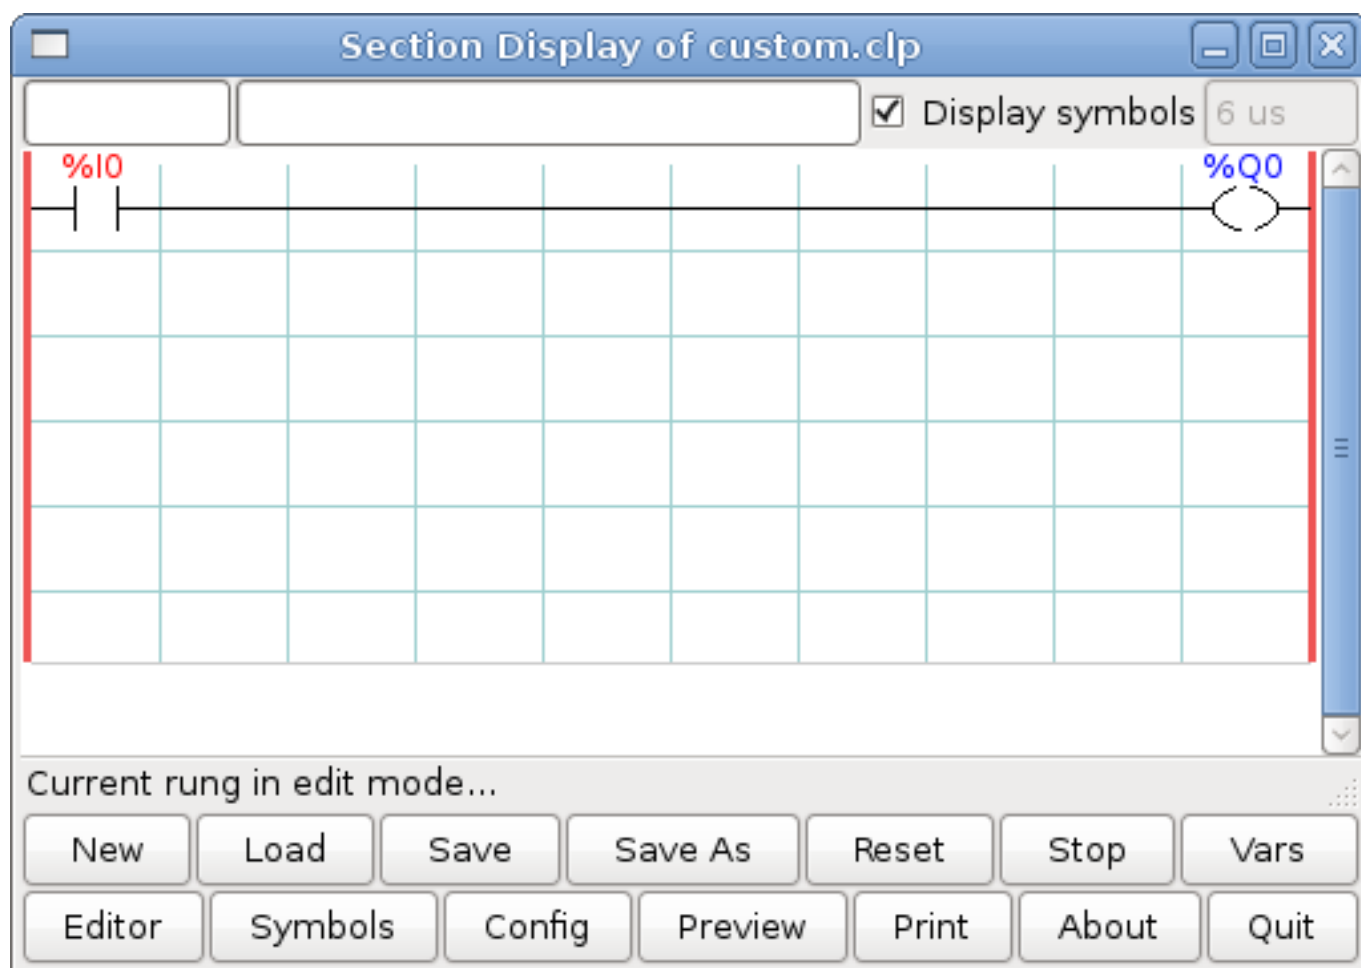 Section Display of custom.clp
Display symbols 6 us
%I0 %Q0
Current rung in edit mode...
New Load Save Save As Reset Stop Vars
Editor Symbols Config Preview Print About Quit